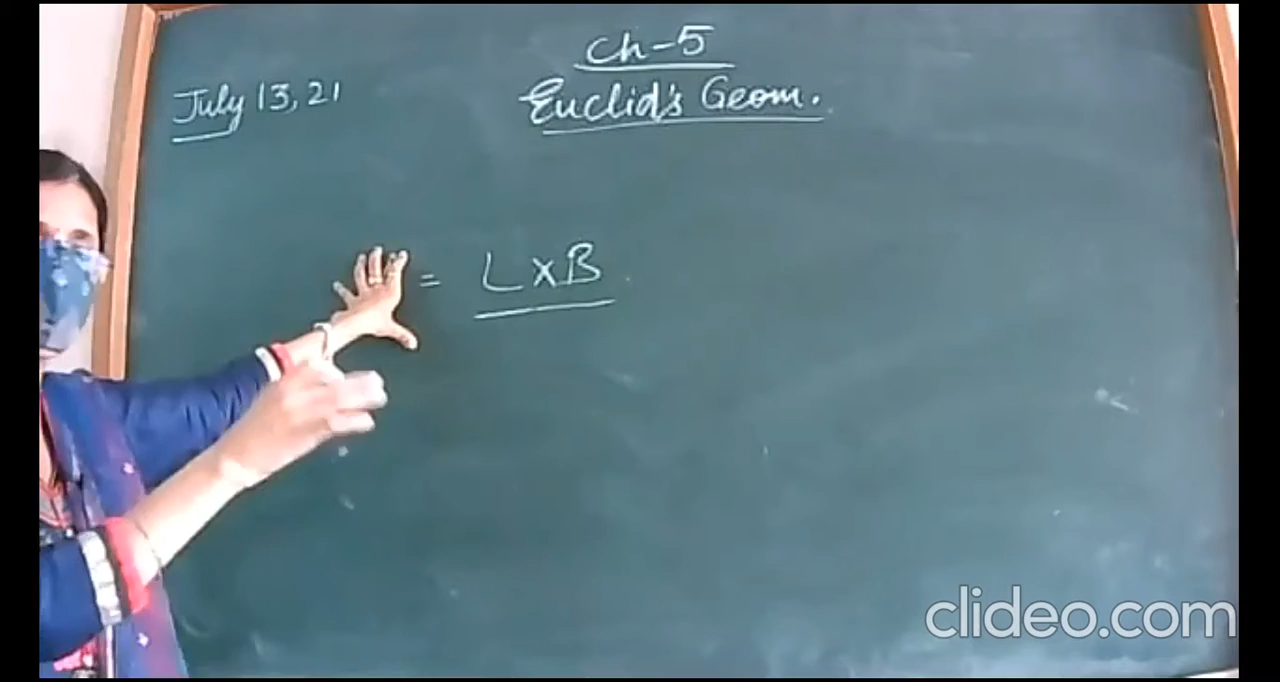 Ch-5
July 13, 21
Euclid's Geom.
= L×B
clideo.com